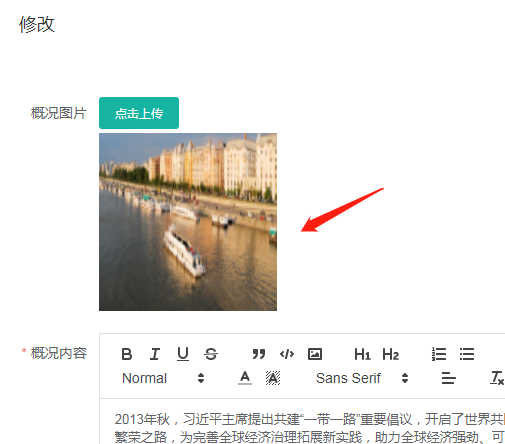 修改
概况图片
点击上传
* 概况内容
B I U S H1 H2
Normal A A Sans Serif Tx
2013年秋，习近平主席提出共建“一带一路”重要倡议，开启了世界共
繁荣之路，为完善全球经济治理拓展新实践，助力全球经济强劲、可